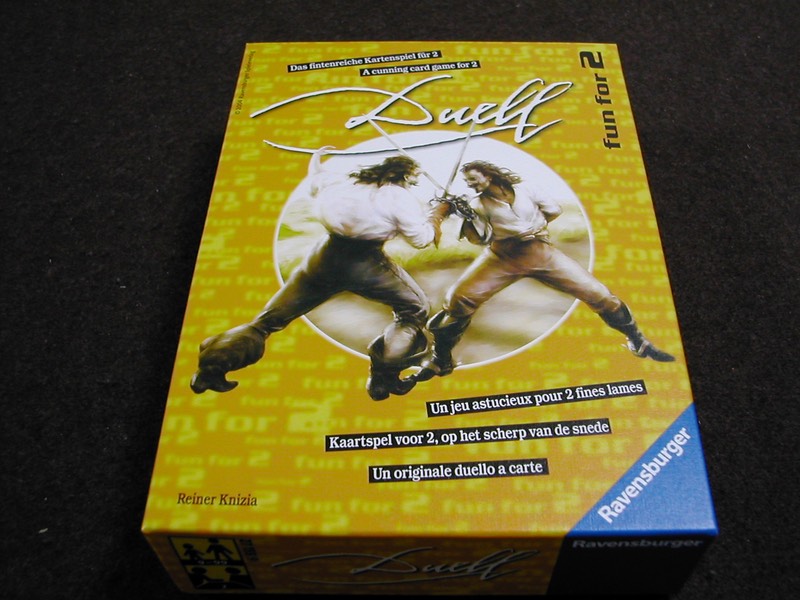 Das fintenreiche Kartenspiel für 2
A cunning card game for 2
Duell
fun for 2
Un jeu astucieux pour 2 fines lames
Kaartspel voor 2, op het scherp van de snede
Un originale duello a carte
Reiner Knizia
Ravensburger
Duell
Ravensburger